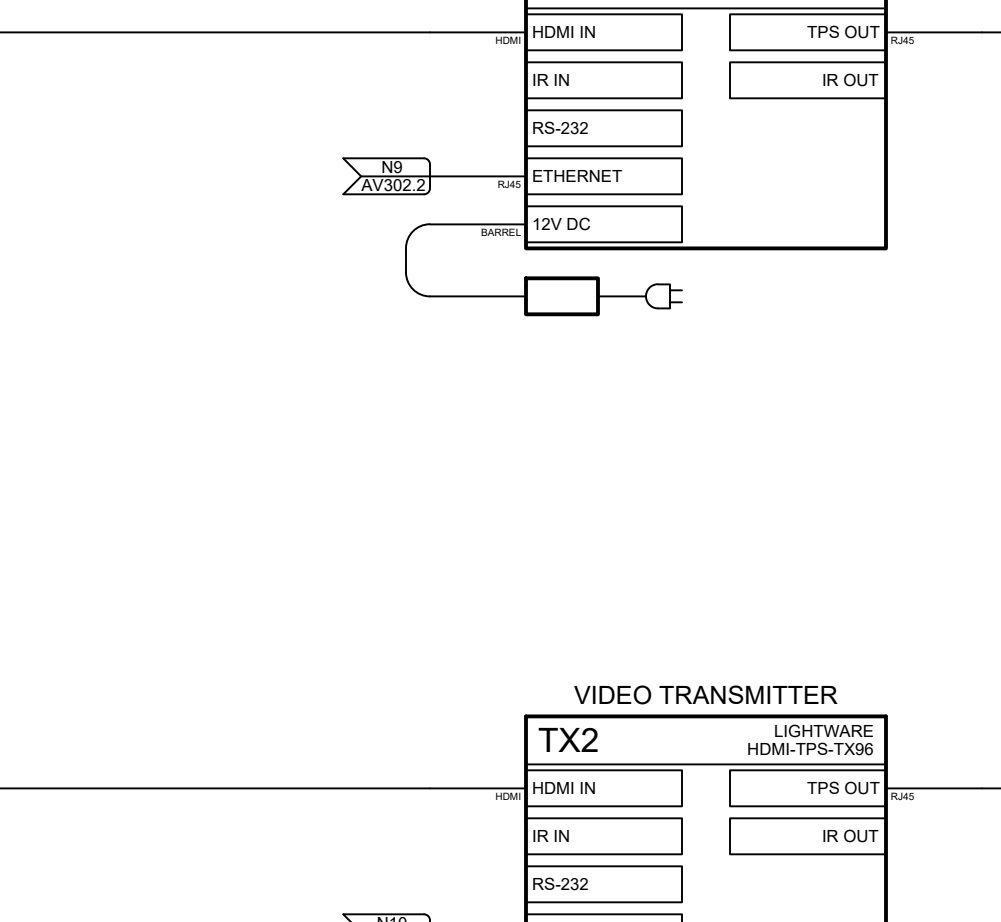 HDMI
HDMI IN
TPS OUT
RJ45
IR IN
IR OUT
RS-232
N9
AV302.2
RJ45
ETHERNET
BARREL
12V DC
VIDEO TRANSMITTER
TX2
LIGHTWARE
HDMI-TPS-TX96
HDMI
HDMI IN
TPS OUT
RJ45
IR IN
IR OUT
RS-232
N10